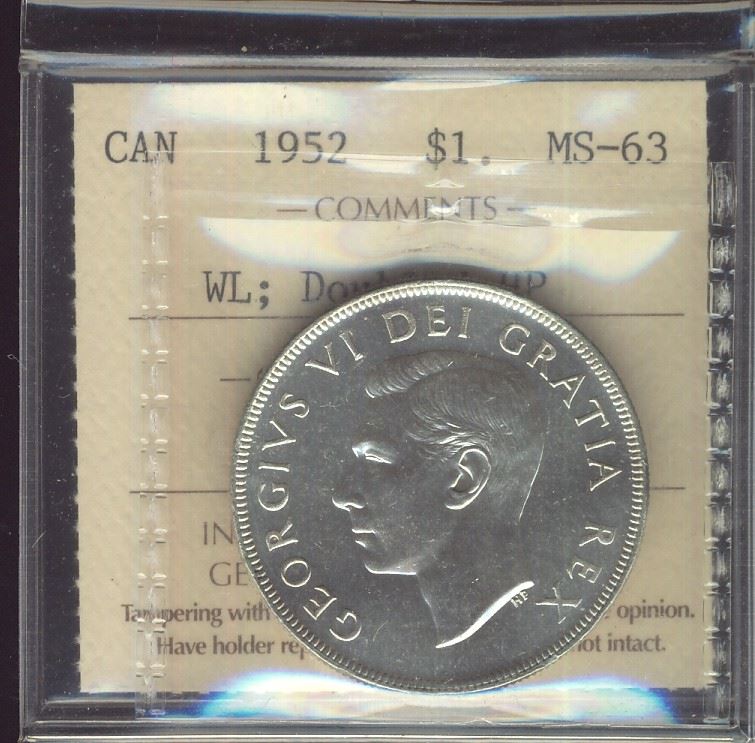 CAN 1952 $1. MS-63
— COMMENTS —
WL; HP
GEORGIVS VI DEI GRATIA REX
HP
IN
GE
Tampering with opinion.
Have holder rep not intact.